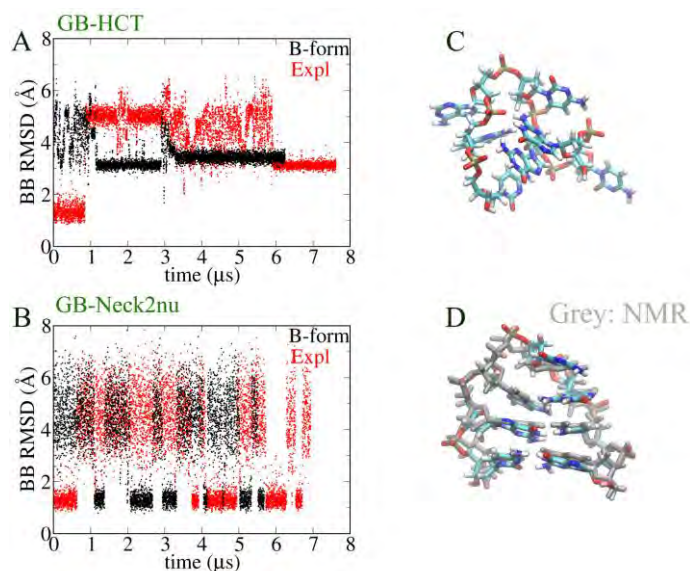 GB-HCT
A
B-form
Expl
BB RMSD (Å)
8
6
4
2
0
0 1 2 3 4 5 6 7 8
time (μs)
C
GB-Neck2nu
B
B-form
Expl
BB RMSD (Å)
8
6
4
2
0
0 1 2 3 4 5 6 7 8
time (μs)
D
Grey: NMR